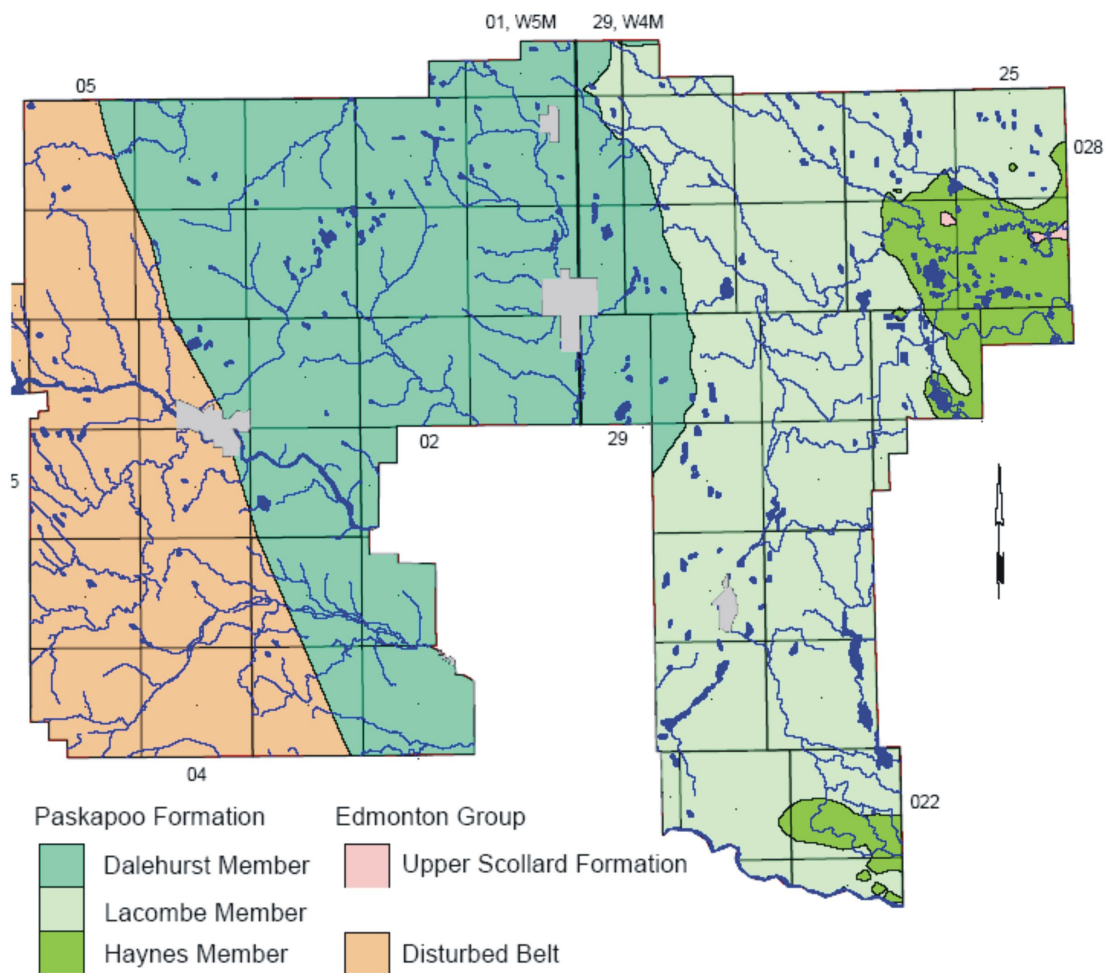 01, W5M 29, W4M
05
25
028
02
29
5
04
022
Paskapoo Formation
Edmonton Group
Dalehurst Member
Upper Scollard Formation
Lacombe Member
Haynes Member
Disturbed Belt